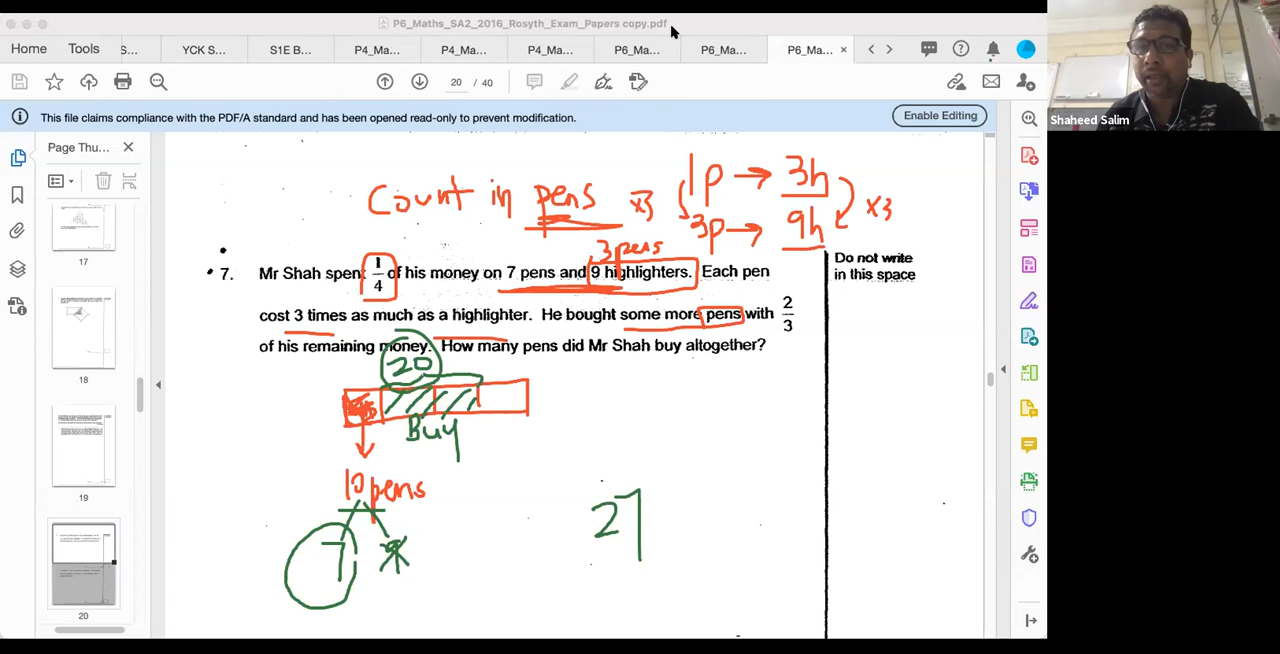 P6_Maths_SA2_2016_Rosyth_Exam_Papers copy.pdf
Home Tools S... YCK S... S1E B... P4_Ma... P4_Ma... P4_Ma... P6_Ma... P6_Ma... P6_Ma... ×
20 / 40
This file claims compliance with the PDF/A standard and has been opened read-only to prevent modification.
Enable Editing
Shaheed Salim
Page Thu... ×
17
18
19
20
Count in pens
×3
1p → 3h
3p → 9h
×3
3 pens
7. Mr Shah spent 1/4 of his money on 7 pens and 9 highlighters. Each pen
cost 3 times as much as a highlighter. He bought some more pens with 2/3
of his remaining money. How many pens did Mr Shah buy altogether?
Do not write
in this space
20
Buy
10 pens
7
27